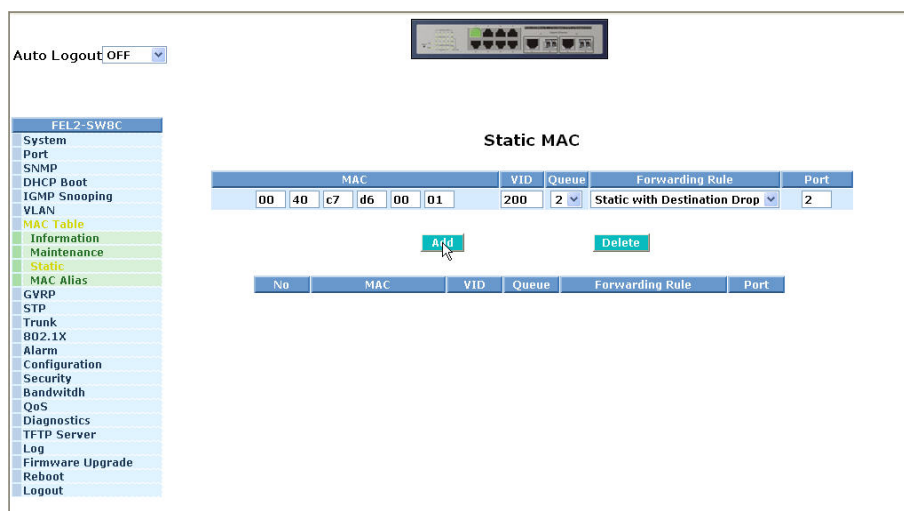 Auto Logout OFF
FEL2-SW8C
System
Port
SNMP
DHCP Boot
IGMP Snooping
VLAN
MAC Table
Information
Maintenance
Static
MAC Alias
GVRP
STP
Trunk
802.1X
Alarm
Configuration
Security
Bandwitdh
QoS
Diagnostics
TFTP Server
Log
Firmware Upgrade
Reboot
Logout
Static MAC
MAC VID Queue Forwarding Rule Port
00 40 c7 d6 00 01 200 2 Static with Destination Drop 2
Add Delete
No MAC VID Queue Forwarding Rule Port